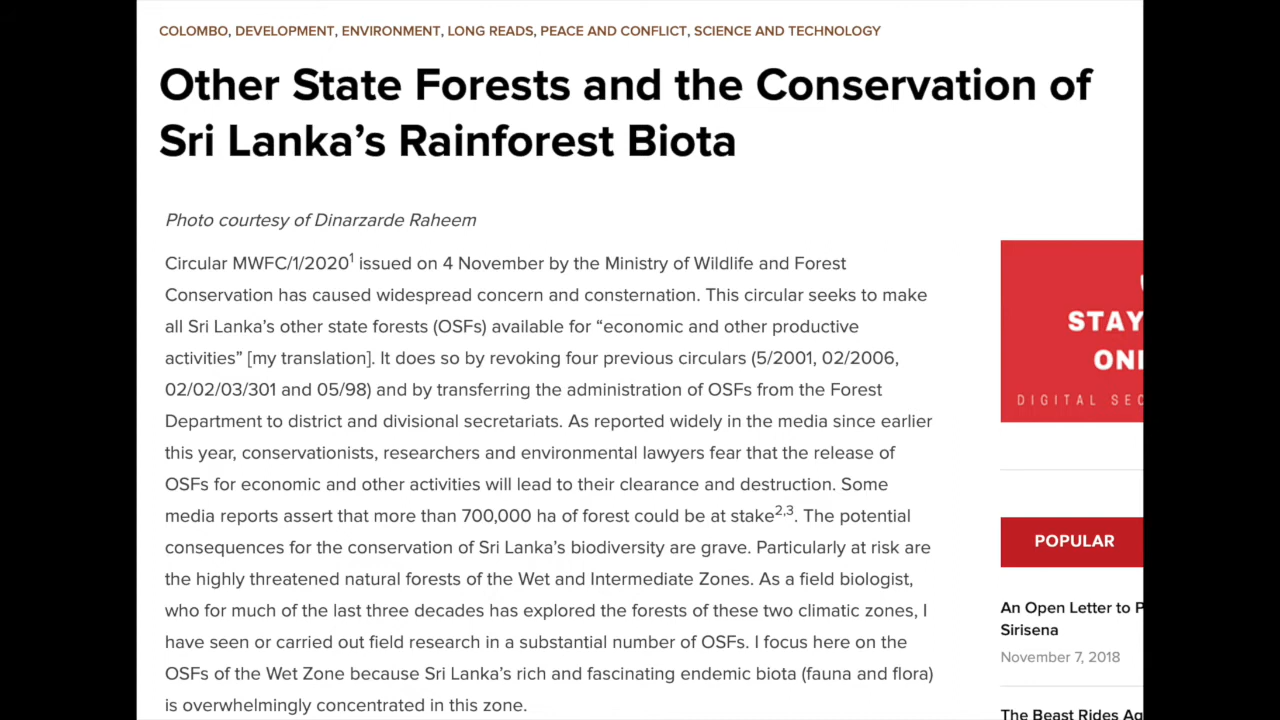 COLOMBO, DEVELOPMENT, ENVIRONMENT, LONG READS, PEACE AND CONFLICT, SCIENCE AND TECHNOLOGY
Other State Forests and the Conservation of
Sri Lanka’s Rainforest Biota
Photo courtesy of Dinarzarde Raheem
Circular MWFC/1/2020¹ issued on 4 November by the Ministry of Wildlife and Forest
Conservation has caused widespread concern and consternation. This circular seeks to make
all Sri Lanka’s other state forests (OSFs) available for “economic and other productive
activities” [my translation]. It does so by revoking four previous circulars (5/2001, 02/2006,
02/02/03/301 and 05/98) and by transferring the administration of OSFs from the Forest
Department to district and divisional secretariats. As reported widely in the media since earlier
this year, conservationists, researchers and environmental lawyers fear that the release of
OSFs for economic and other activities will lead to their clearance and destruction. Some
media reports assert that more than 700,000 ha of forest could be at stake²,³. The potential
consequences for the conservation of Sri Lanka’s biodiversity are grave. Particularly at risk are
the highly threatened natural forests of the Wet and Intermediate Zones. As a field biologist,
who for much of the last three decades has explored the forests of these two climatic zones, I
have seen or carried out field research in a substantial number of OSFs. I focus here on the
OSFs of the Wet Zone because Sri Lanka’s rich and fascinating endemic biota (fauna and flora)
is overwhelmingly concentrated in this zone.
STAY
ONI
DIGITAL SEC
POPULAR
An Open Letter to P
Sirisena
November 7, 2018
The Beast Rides Ag